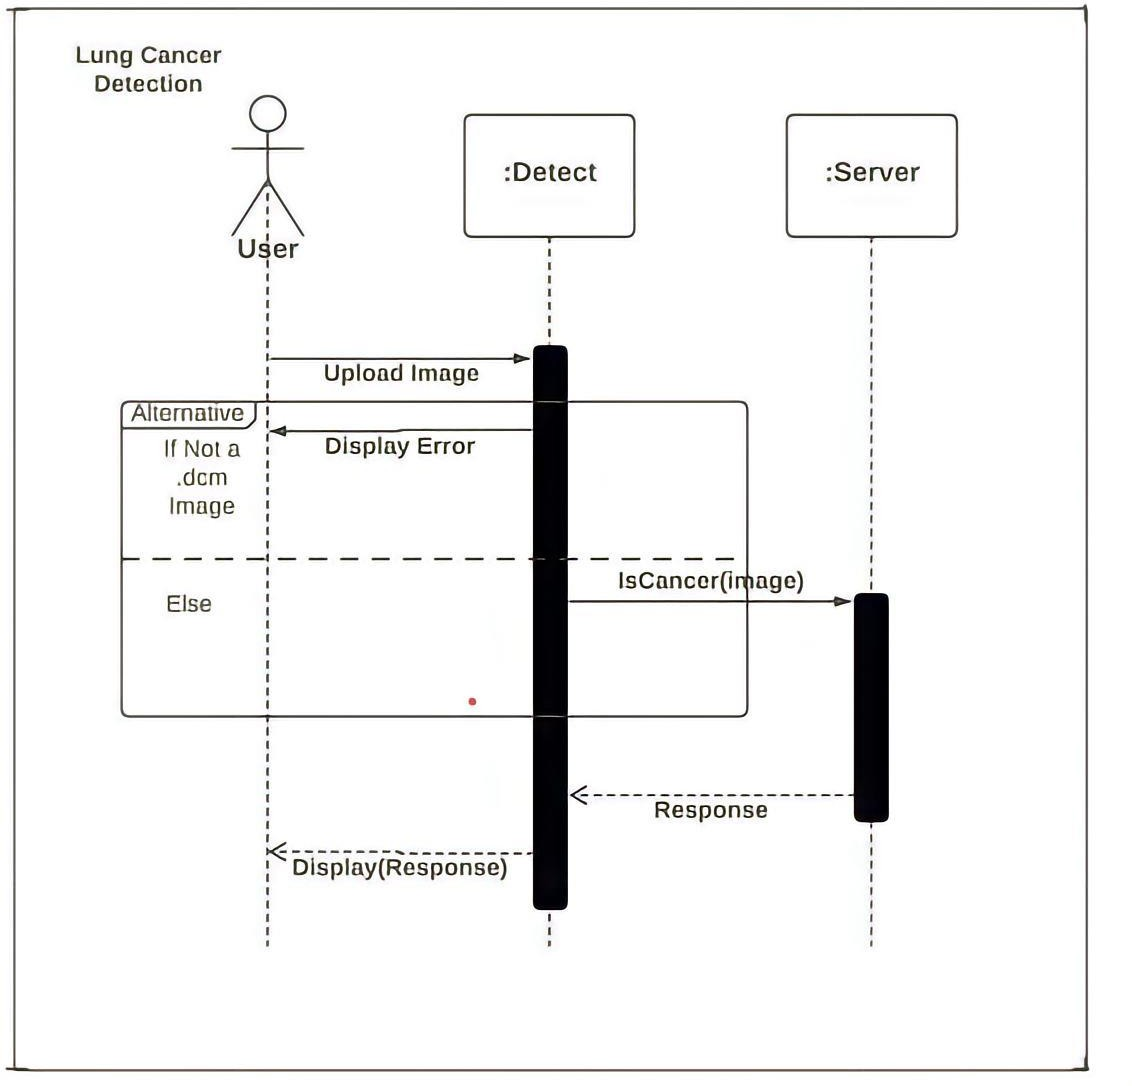 Lung Cancer
Detection
:Detect
:Server
User
Upload Image
Alternative
Display Error
If Not a
.dcm
Image
IsCancer(image)
Else
Response
Display(Response)